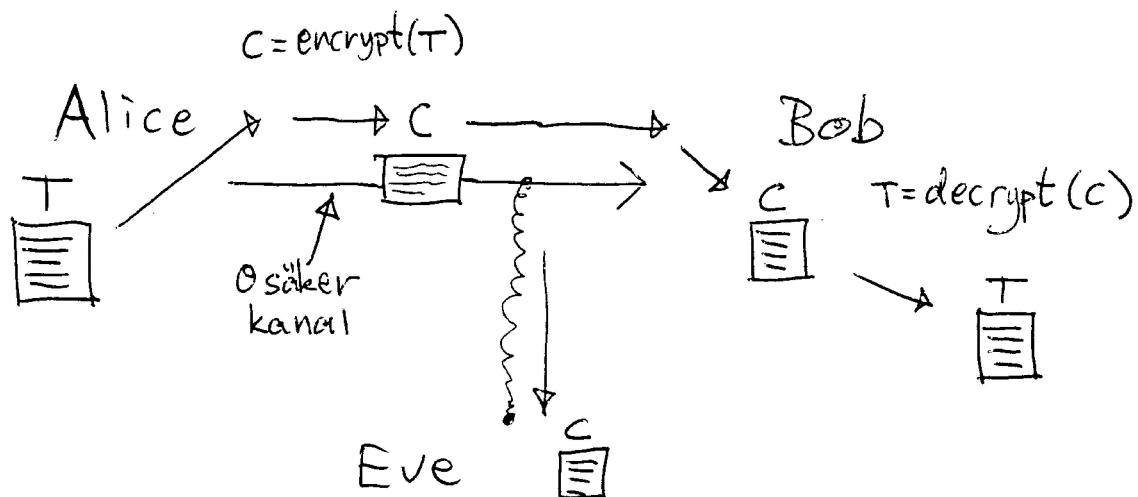 C = encrypt(T)
Alice
C
Bob
T
C
T = decrypt(C)
Osäker
kanal
T
C
Eve